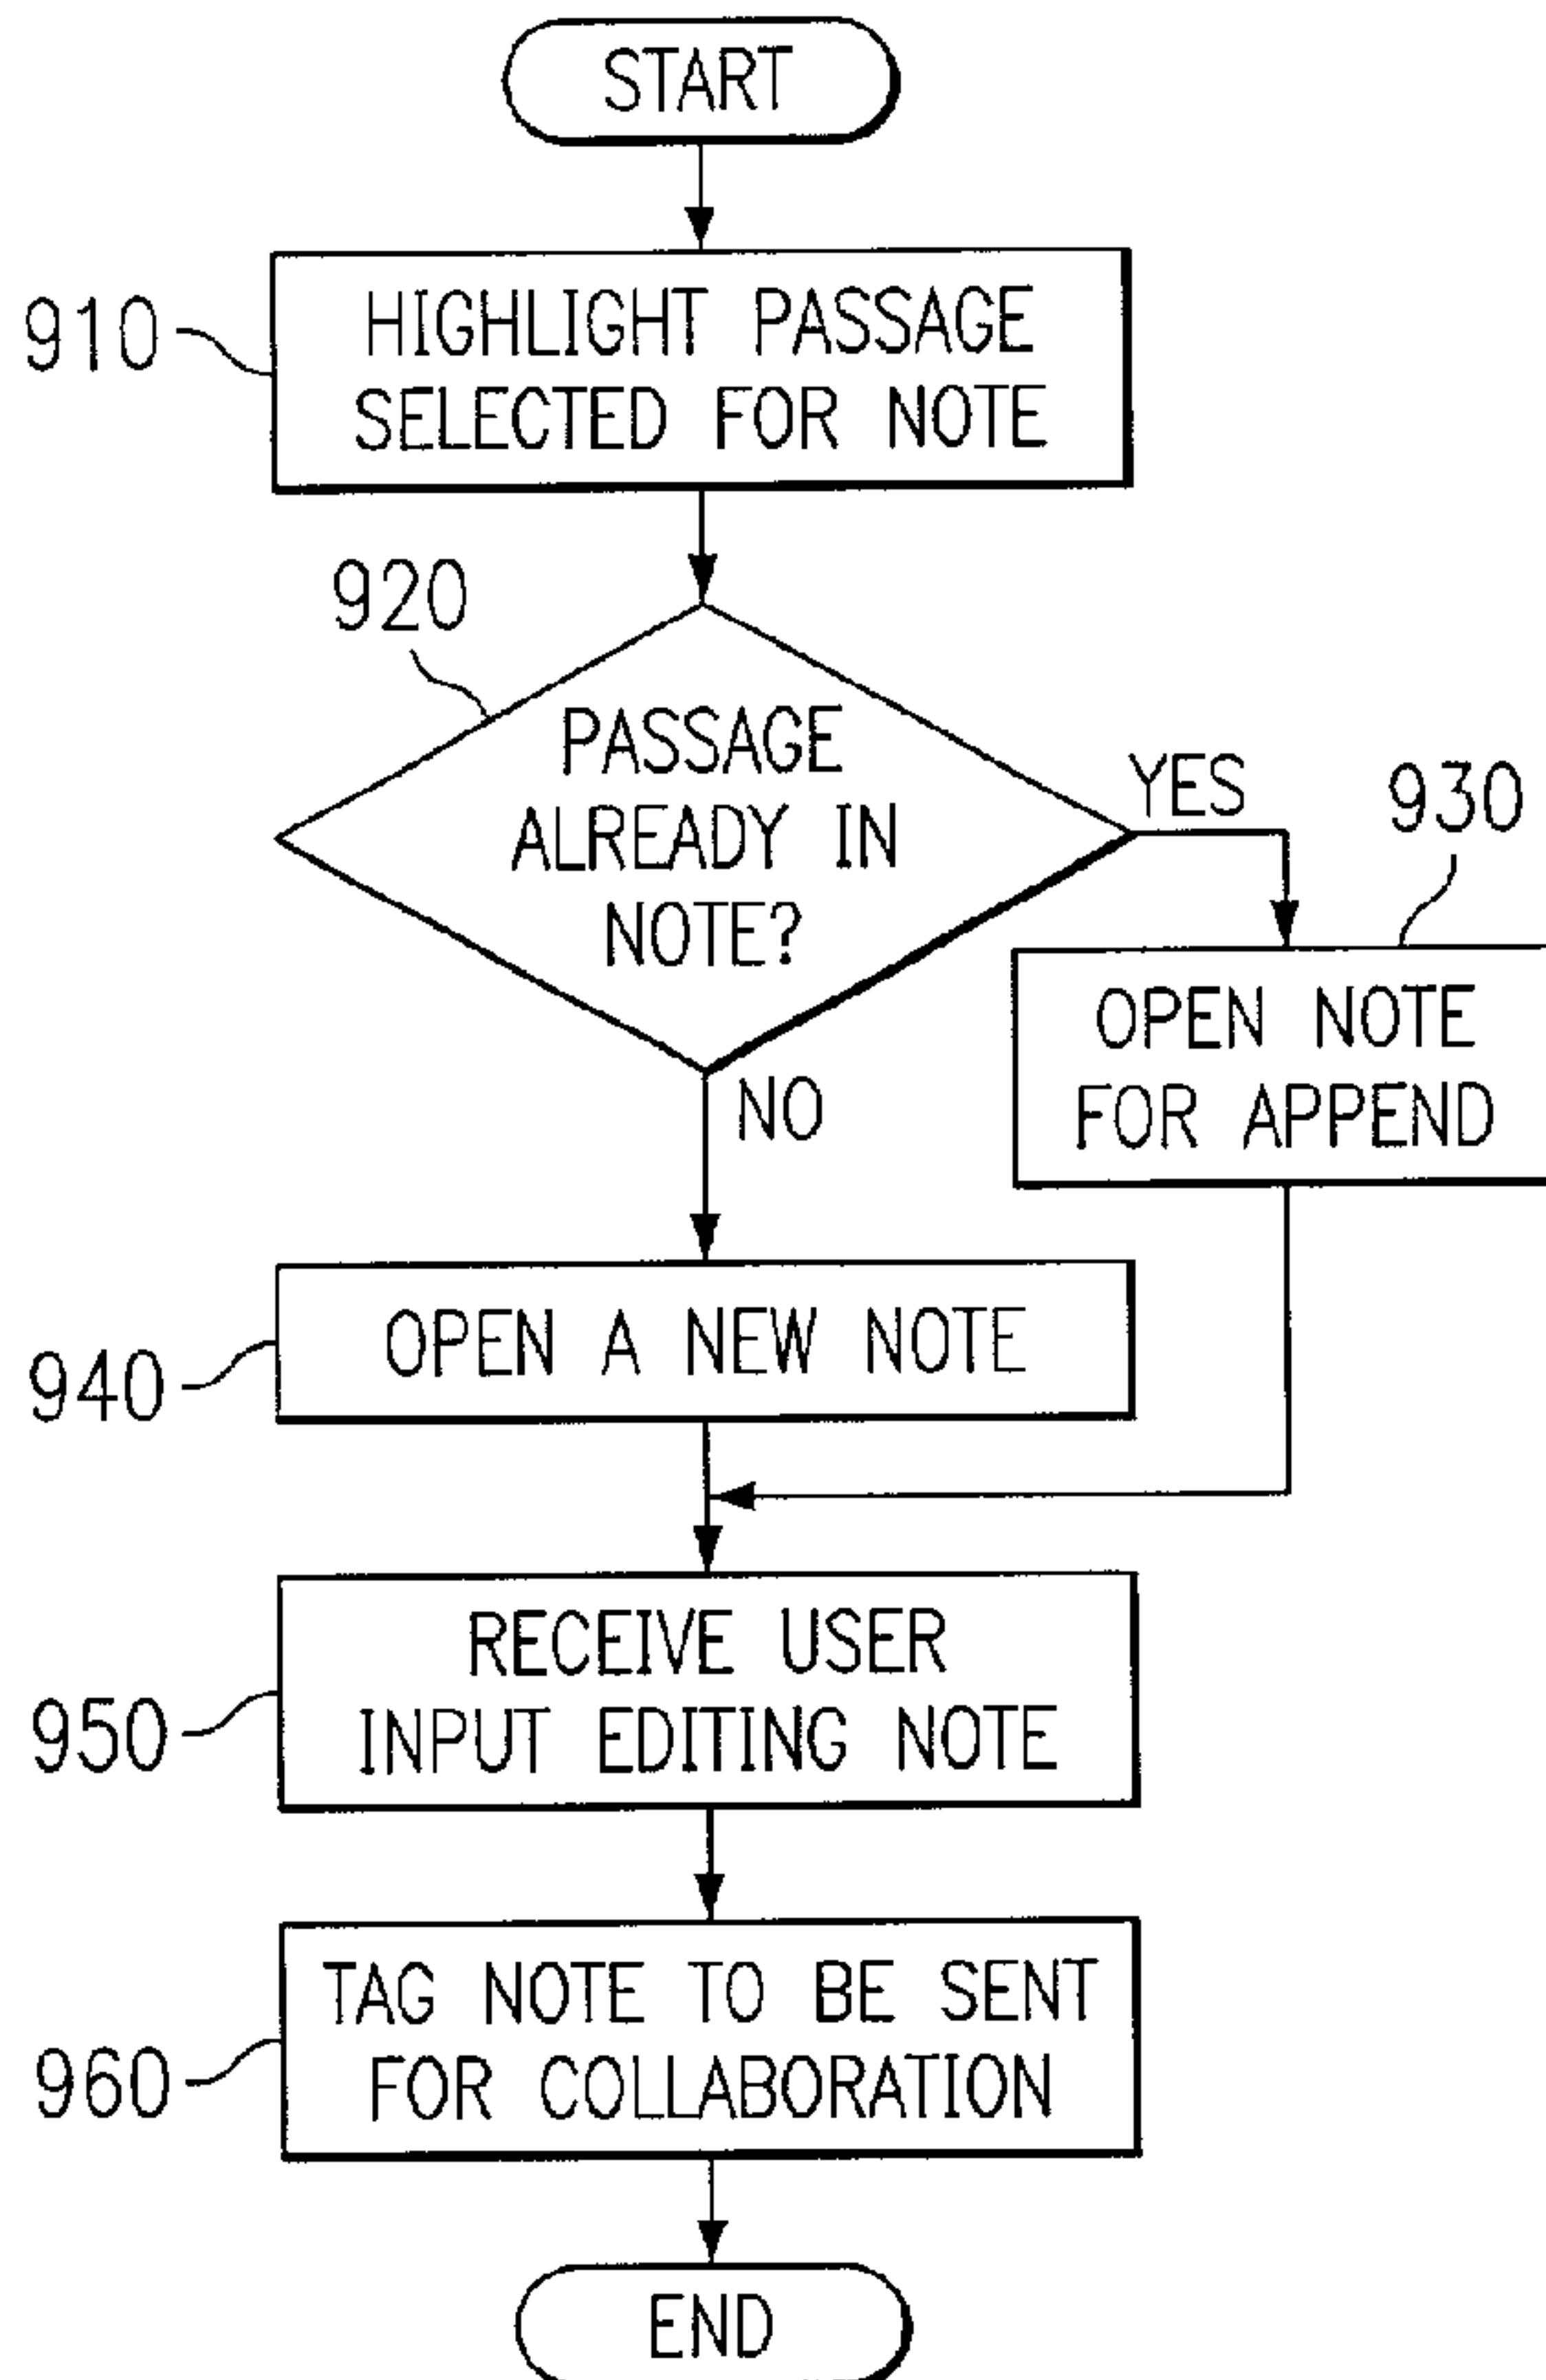 START
910
HIGHLIGHT PASSAGE
SELECTED FOR NOTE
920
PASSAGE
ALREADY IN
NOTE?
YES
930
OPEN NOTE
FOR APPEND
NO
940
OPEN A NEW NOTE
950
RECEIVE USER
INPUT EDITING NOTE
960
TAG NOTE TO BE SENT
FOR COLLABORATION
END